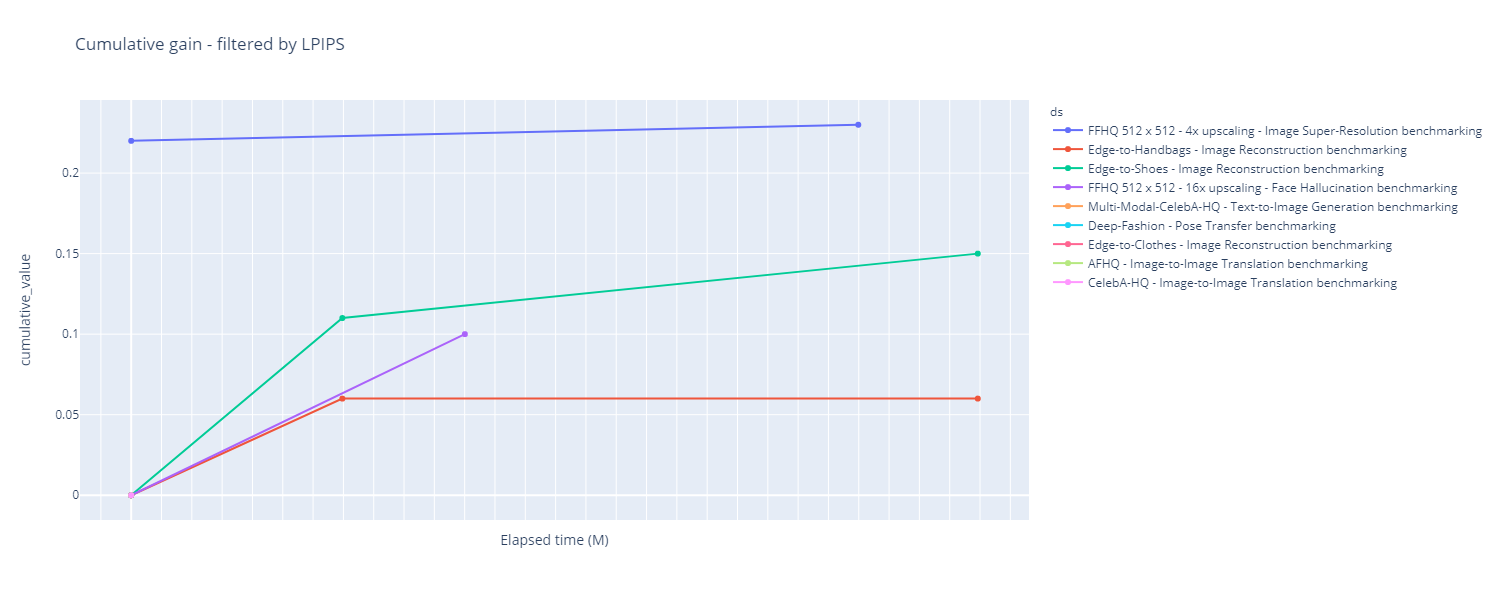 Cumulative gain - filtered by LPIPS
ds
FFHQ 512 x 512 - 4x upscaling - Image Super-Resolution benchmarking
Edge-to-Handbags - Image Reconstruction benchmarking
Edge-to-Shoes - Image Reconstruction benchmarking
FFHQ 512 x 512 - 16x upscaling - Face Hallucination benchmarking
Multi-Modal-CelebA-HQ - Text-to-Image Generation benchmarking
Deep-Fashion - Pose Transfer benchmarking
Edge-to-Clothes - Image Reconstruction benchmarking
AFHQ - Image-to-Image Translation benchmarking
CelebA-HQ - Image-to-Image Translation benchmarking
cumulative_value
0.2
0.15
0.1
0.05
0
Elapsed time (M)